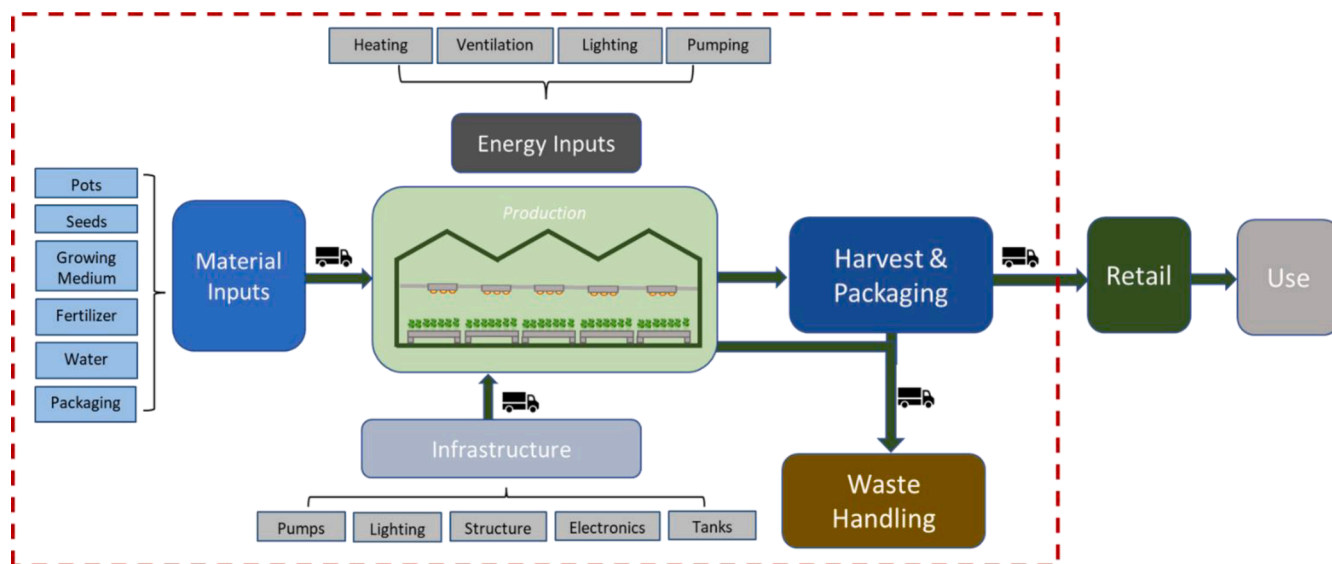 Heating
Ventilation
Lighting
Pumping
Energy Inputs
Pots
Seeds
Growing
Medium
Fertilizer
Water
Packaging
Material
Inputs
Production
Harvest &
Packaging
Retail
Use
Infrastructure
Pumps
Lighting
Structure
Electronics
Tanks
Waste
Handling